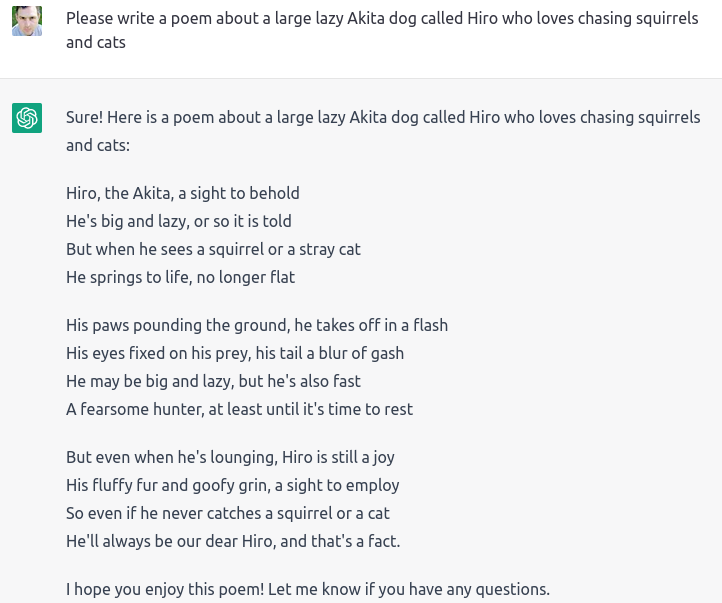 Please write a poem about a large lazy Akita dog called Hiro who loves chasing squirrels
and cats
Sure! Here is a poem about a large lazy Akita dog called Hiro who loves chasing squirrels
and cats:
Hiro, the Akita, a sight to behold
He's big and lazy, or so it is told
But when he sees a squirrel or a stray cat
He springs to life, no longer flat
His paws pounding the ground, he takes off in a flash
His eyes fixed on his prey, his tail a blur of gash
He may be big and lazy, but he's also fast
A fearsome hunter, at least until it's time to rest
But even when he's lounging, Hiro is still a joy
His fluffy fur and goofy grin, a sight to employ
So even if he never catches a squirrel or a cat
He'll always be our dear Hiro, and that's a fact.
I hope you enjoy this poem! Let me know if you have any questions.